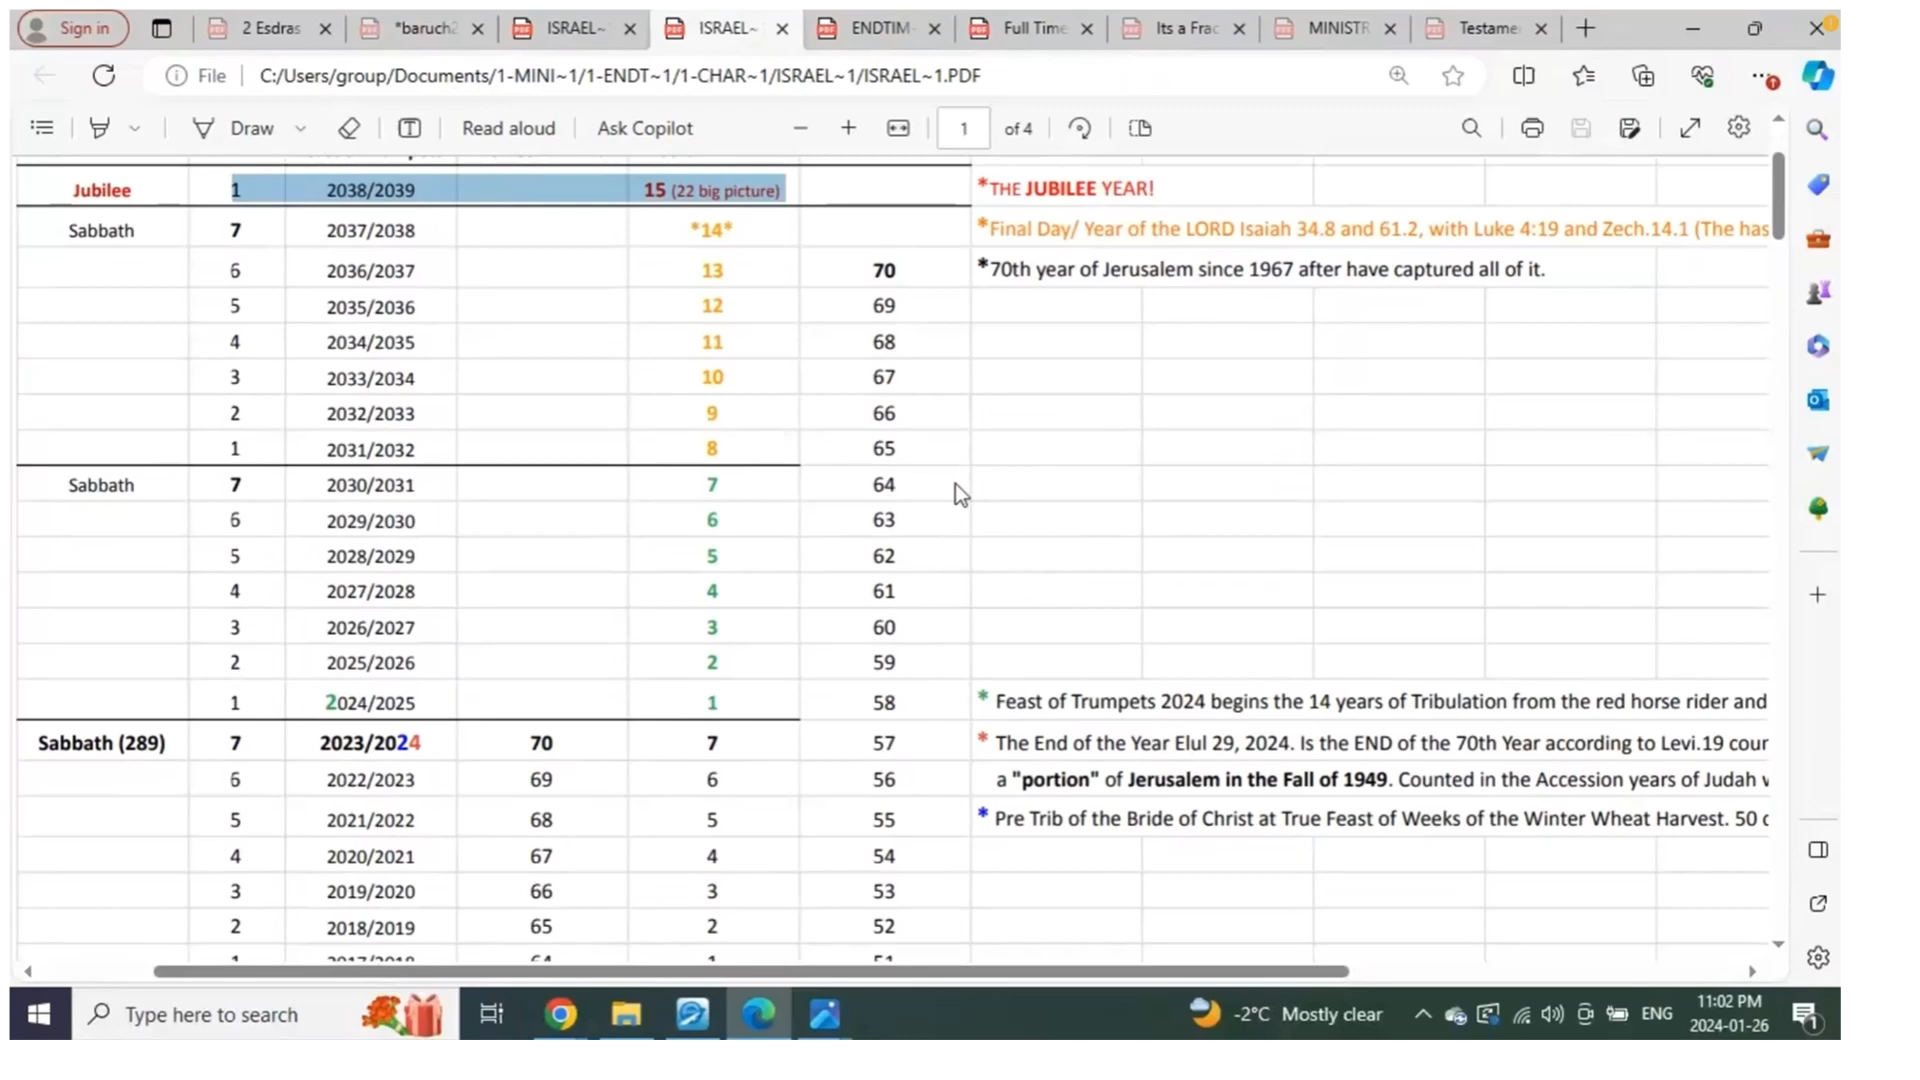 Sign in
2 Esdras
*baruch2
ISRAEL~
ISRAEL~
ENDTIM
Full Time
Its a Frac
MINISTR
Testame
File
C:/Users/group/Documents/1-MINI~1/1-ENDT~1/1-CHAR~1/ISRAEL~1/ISRAEL~1.PDF
Draw
Read aloud
Ask Copilot
1 of 4
Jubilee 1 2038/2039 15 (22 big picture) *THE JUBILEE YEAR!
Sabbath 7 2037/2038 *14* *Final Day/ Year of the LORD Isaiah 34.8 and 61.2, with Luke 4:19 and Zech.14.1 (The has
6 2036/2037 13 70 *70th year of Jerusalem since 1967 after have captured all of it.
5 2035/2036 12 69
4 2034/2035 11 68
3 2033/2034 10 67
2 2032/2033 9 66
1 2031/2032 8 65
Sabbath 7 2030/2031 7 64
6 2029/2030 6 63
5 2028/2029 5 62
4 2027/2028 4 61
3 2026/2027 3 60
2 2025/2026 2 59
1 2024/2025 1 58 * Feast of Trumpets 2024 begins the 14 years of Tribulation from the red horse rider and
Sabbath (289) 7 2023/2024 70 7 57 * The End of the Year Elul 29, 2024. Is the END of the 70th Year according to Levi.19 cour
6 2022/2023 69 6 56 a "portion" of Jerusalem in the Fall of 1949. Counted in the Accession years of Judah
5 2021/2022 68 5 55 * Pre Trib of the Bride of Christ at True Feast of Weeks of the Winter Wheat Harvest. 50
4 2020/2021 67 4 54
3 2019/2020 66 3 53
2 2018/2019 65 2 52
Type here to search
-2°C Mostly clear
ENG
11:02 PM
2024-01-26
1